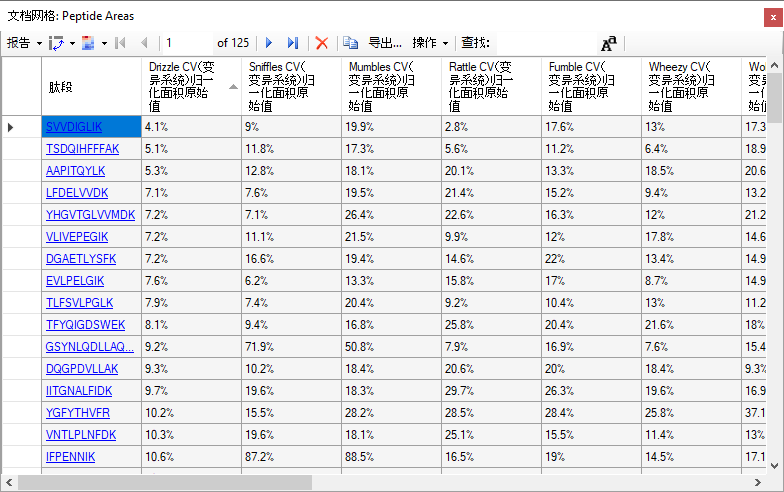 文档网格: Peptide Areas
报告 1 of 125 导出... 操作 查找:
肽段 Drizzle CV(变异系统)归一化面积原始值 Sniffles CV(变异系统)归一化面积原始值 Mumbles CV(变异系统)归一化面积原始值 Rattle CV(变异系统)归一化面积原始值 Fumble CV(变异系统)归一化面积原始值 Wheezy CV(变异系统)归一化面积原始值
SVVDIGLIK 4.1% 9% 19.9% 2.8% 17.6% 13% 17.3
TSDQIHFFFAK 5.1% 11.8% 17.3% 5.6% 11.2% 6.4% 18.9
AAPITQYLK 5.3% 12.8% 18.1% 20.1% 13.3% 18.5% 20.6
LFDELVVDK 7.1% 7.6% 19.5% 21.4% 15.2% 9.4% 13.2
YHGVTGLVVMDK 7.2% 7.1% 26.4% 22.6% 16.3% 12% 21.2
VLIVEPEGIK 7.2% 11.1% 21.5% 9.9% 12% 17.8% 14.6
DGAETLYSFK 7.2% 16.6% 19.4% 14.6% 22% 13.4% 14.9
EVLPELGIK 7.6% 6.2% 13.3% 15.8% 17% 8.7% 14.9
TLFSVLPGLK 7.9% 7.4% 20.4% 9.2% 10.4% 13% 11.2
TFYQIGDSWEK 8.1% 9.4% 16.8% 25.8% 20.4% 21.6% 18%
GSYNLQDLLAQ... 9.2% 71.9% 50.8% 7.9% 16.9% 7.6% 15.4
DQGPDVLLAK 9.3% 10.2% 18.4% 20.6% 20% 18.4% 9.3%
IITGNALFIDK 9.7% 19.6% 18.3% 29.7% 26.3% 19.6% 16.9
YGFYTHVFR 10.2% 15.5% 28.2% 28.5% 28.4% 25.8% 37.1
VNTLPLNFDK 10.3% 19.6% 18.1% 25.1% 15.5% 11.4% 13%
IFPENNIK 10.6% 87.2% 88.5% 16.5% 19% 14.5% 17.1